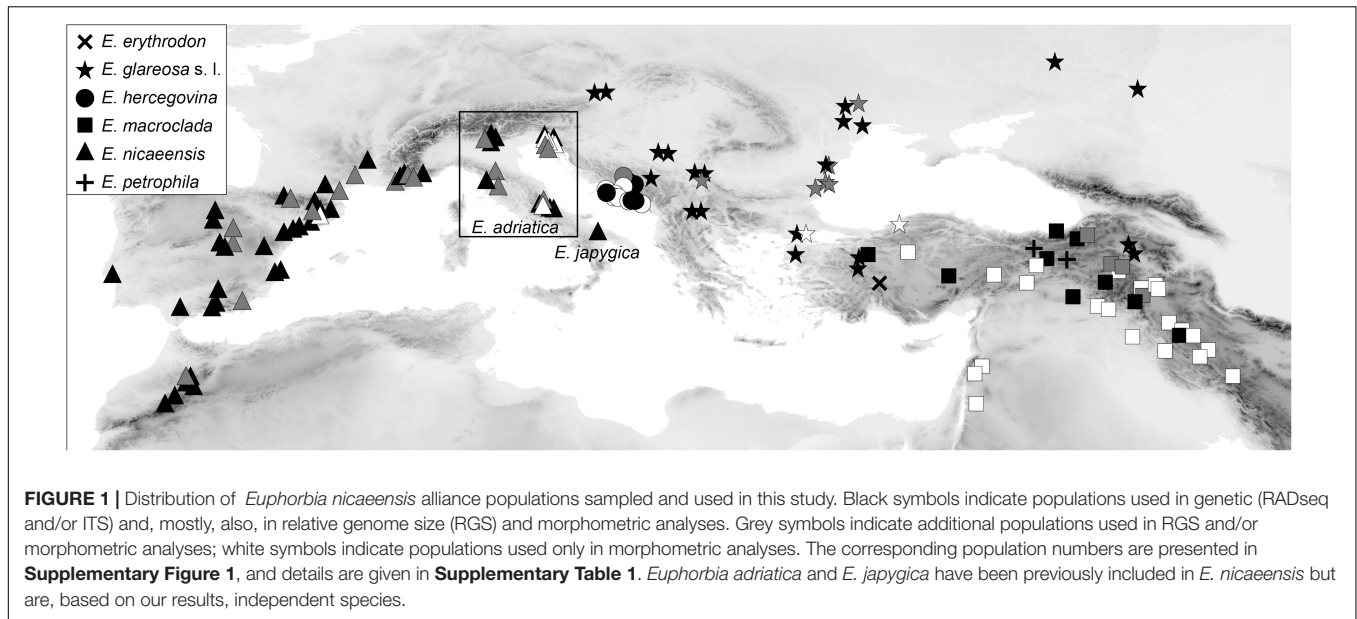 E. erythrodon
E. glareosa s. l.
E. hercegovina
E. macroclada
E. nicaeensis
E. petrophila
E. adriatica
E. japygica
FIGURE 1 | Distribution of Euphorbia nicaeensis alliance populations sampled and used in this study. Black symbols indicate populations used in genetic (RADseq
and/or ITS) and, mostly, also, in relative genome size (RGS) and morphometric analyses. Grey symbols indicate additional populations used in RGS and/or
morphometric analyses; white symbols indicate populations used only in morphometric analyses. The corresponding population numbers are presented in
Supplementary Figure 1, and details are given in Supplementary Table 1. Euphorbia adriatica and E. japygica have been previously included in E. nicaeensis but
are, based on our results, independent species.